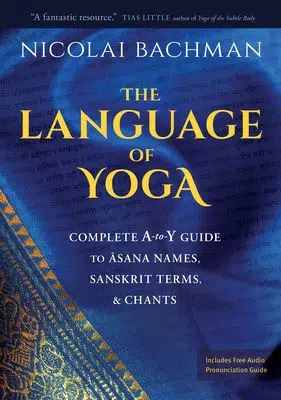 "A fantastic resource." TIAS LITTLE author of Yoga of the Subtle Body
NICOLAI BACHMAN
THE
LANGUAGE
OF
YOGA
COMPLETE A-to-Y GUIDE
TO ĀSANA NAMES,
SANSKRIT TERMS,
& CHANTS
Includes Free Audio
Pronunciation Guide